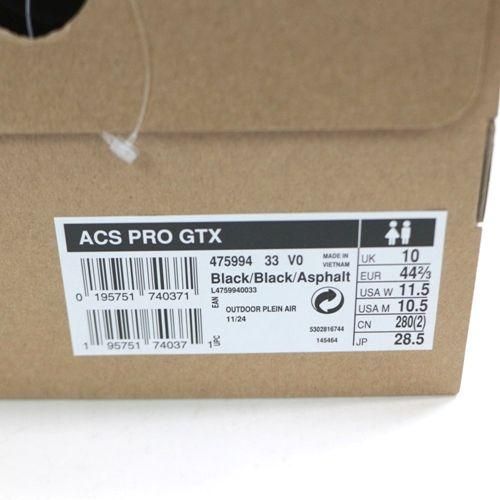 ACS PRO GTX
475994 33 V0
MADE IN
VIETNAM
Black/Black/Asphalt
L4759940033
0 195751 740371
EAN
OUTDOOR PLEIN AIR
11/24
5302816744
145464
1 95751 74037 1
UPC
UK 10
EUR 44⅔
USA W 11.5
USA M 10.5
CN 280(2)
JP 28.5